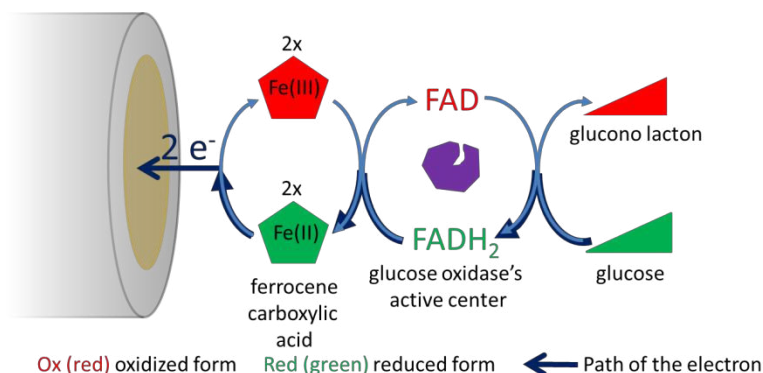 2x
Fe(III)
FAD
glucono lacton
2 e-
2x
Fe(II)
FADH2
glucose
ferrocene
carboxylic
acid
glucose oxidase's
active center
Ox (red) oxidized form Red (green) reduced form Path of the electron